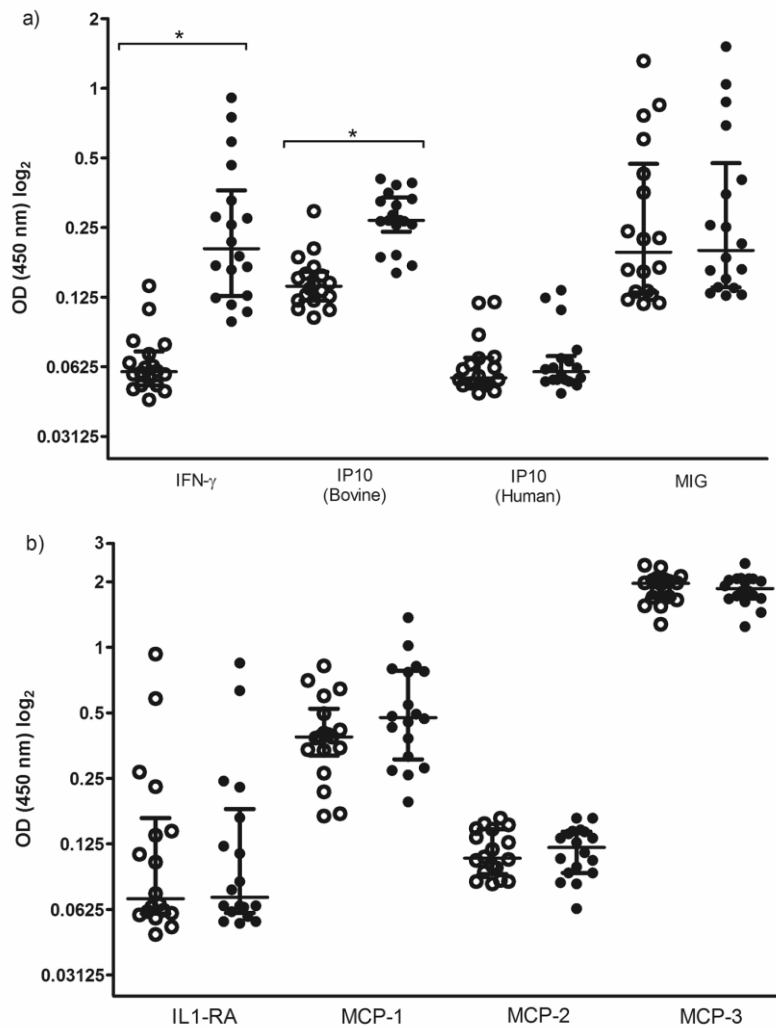 a)
*
*
2
1
0.5
0.25
0.125
0.0625
0.03125
OD (450 nm) log₂
IFN-γ
IP10
(Bovine)
IP10
(Human)
MIG
b)
3
2
1
0.5
0.25
0.125
0.0625
0.03125
OD (450 nm) log₂
IL1-RA
MCP-1
MCP-2
MCP-3